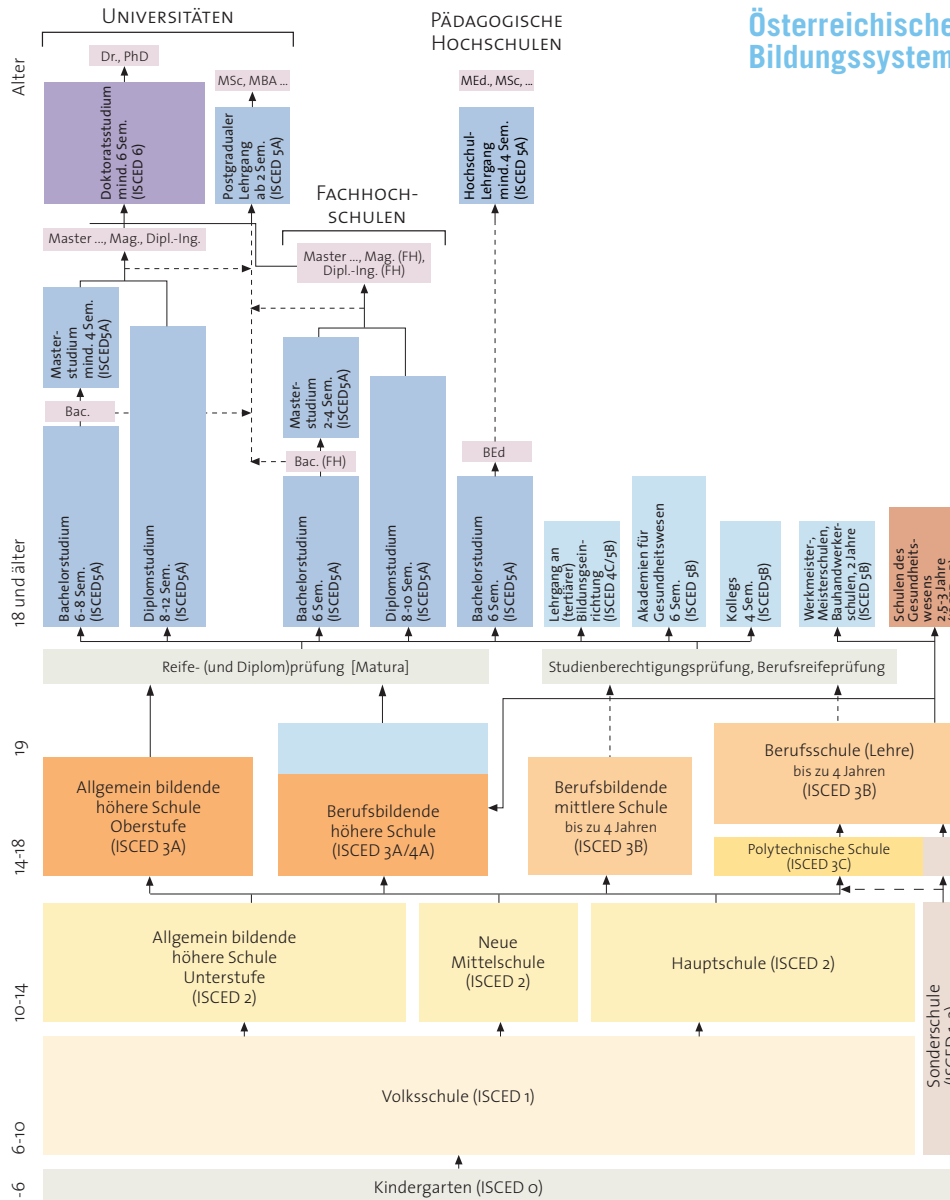 UNIVERSITÄTEN
PÄDAGOGISCHE
HOCHSCHULEN
Österreichische
Bildungssystem
Alter
Dr., PhD
MSc, MBA ...
MEd., MSc, ...
Doktoratsstudium
mind. 6 Sem.
(ISCED 6)
Postgradualer
Lehrgang
ab 2 Sem.
(ISCED 5A)
Hochschul-
Lehrgang
mind. 4 Sem.
(ISCED 5A)
FACHHOCH-
SCHULEN
Master ..., Mag., Dipl.-Ing.
Master ..., Mag. (FH),
Dipl.-Ing. (FH)
Master-
studium
mind. 4 Sem.
(ISCED5A)
Master-
studium
2-4 Sem.
(ISCED5A)
Bac.
Bac. (FH)
BEd
18 und älter
Bachelorstudium
6-8 Sem.
(ISCED5A)
Diplomstudium
8-12 Sem.
(ISCED5A)
Bachelorstudium
6 Sem.
(ISCED5A)
Diplomstudium
8-10 Sem.
(ISCED5A)
Bachelorstudium
6 Sem.
(ISCED5A)
Lehrgang an
(tertiärer)
Bildungsein-
richtung
(ISCED 4C/5B)
Akademien für
Gesundheitswesen
6 Sem.
(ISCED 5B)
Kollegs
4 Sem.
(ISCED5B)
Werkmeister-,
Meisterschulen,
Bauhandwerker-
schulen, 2 Jahre
(ISCED 5B)
Schulen des
Gesundheits-
wesens
2,5-3 Jahre
Reife- (und Diplom)prüfung [Matura]
Studienberechtigungsprüfung, Berufsreifeprüfung
19
14-18
Allgemein bildende
höhere Schule
Oberstufe
(ISCED 3A)
Berufsbildende
höhere Schule
(ISCED 3A/4A)
Berufsbildende
mittlere Schule
bis zu 4 Jahren
(ISCED 3B)
Berufsschule (Lehre)
bis zu 4 Jahren
(ISCED 3B)
Polytechnische Schule
(ISCED 3C)
10-14
Allgemein bildende
höhere Schule
Unterstufe
(ISCED 2)
Neue
Mittelschule
(ISCED 2)
Hauptschule (ISCED 2)
Sonderschule
6-10
Volksschule (ISCED 1)
-6
Kindergarten (ISCED 0)